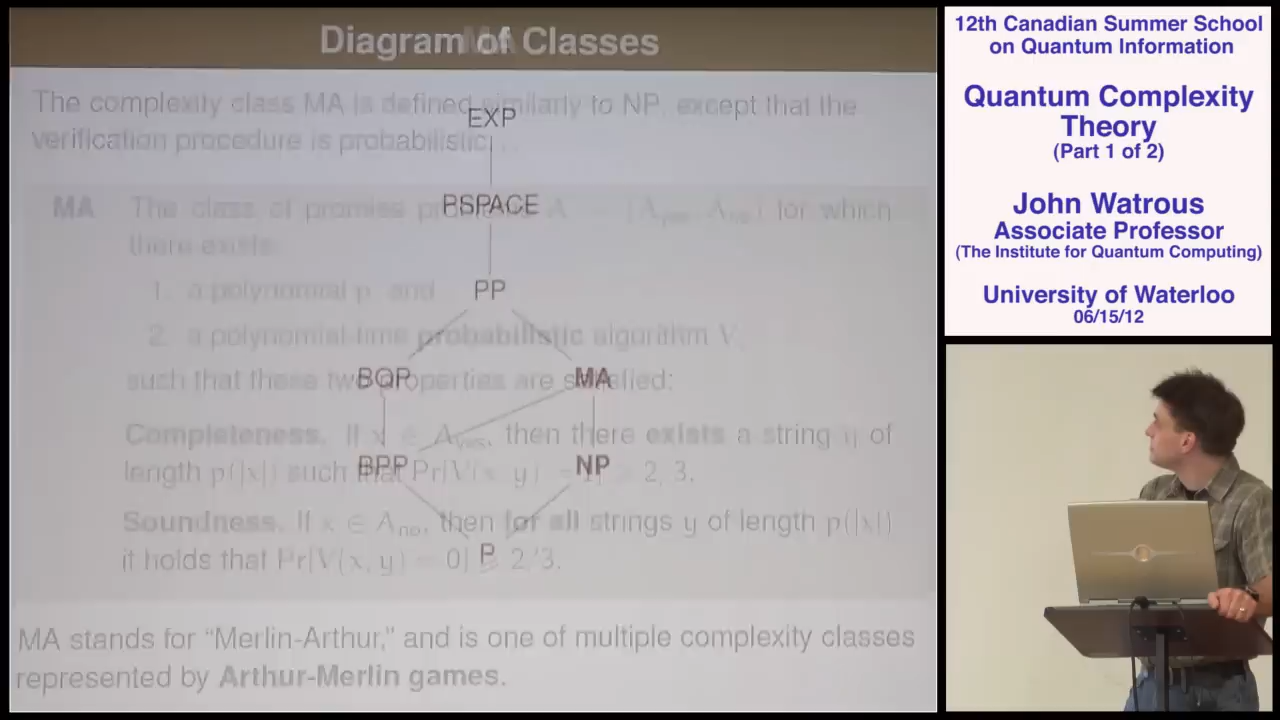 Diagram of Classes
MA
The complexity class MA is defined similarly to NP, except that the
verification procedure is probabilistic
EXP
PSPACE
PP
BQP
MA
BPP
NP
P
MA The class of promise problems A = (Ayes, Ano) for which
there exists
1. a polynomial p, and
2. a polynomial-time probabilistic algorithm V,
such that these two properties are satisfied:
Completeness. If x ∈ Ayes, then there exists a string y of
length p(|x|) such that Pr[V(x, y) = 1] 2/3.
Soundness. If x ∈ Ano, then for all strings y of length p(|x|)
it holds that Pr[V(x, y) = 0] ≥ 2/3.
MA stands for “Merlin-Arthur,” and is one of multiple complexity classes
represented by Arthur-Merlin games.
12th Canadian Summer School
on Quantum Information
Quantum Complexity
Theory
(Part 1 of 2)
John Watrous
Associate Professor
(The Institute for Quantum Computing)
University of Waterloo
06/15/12